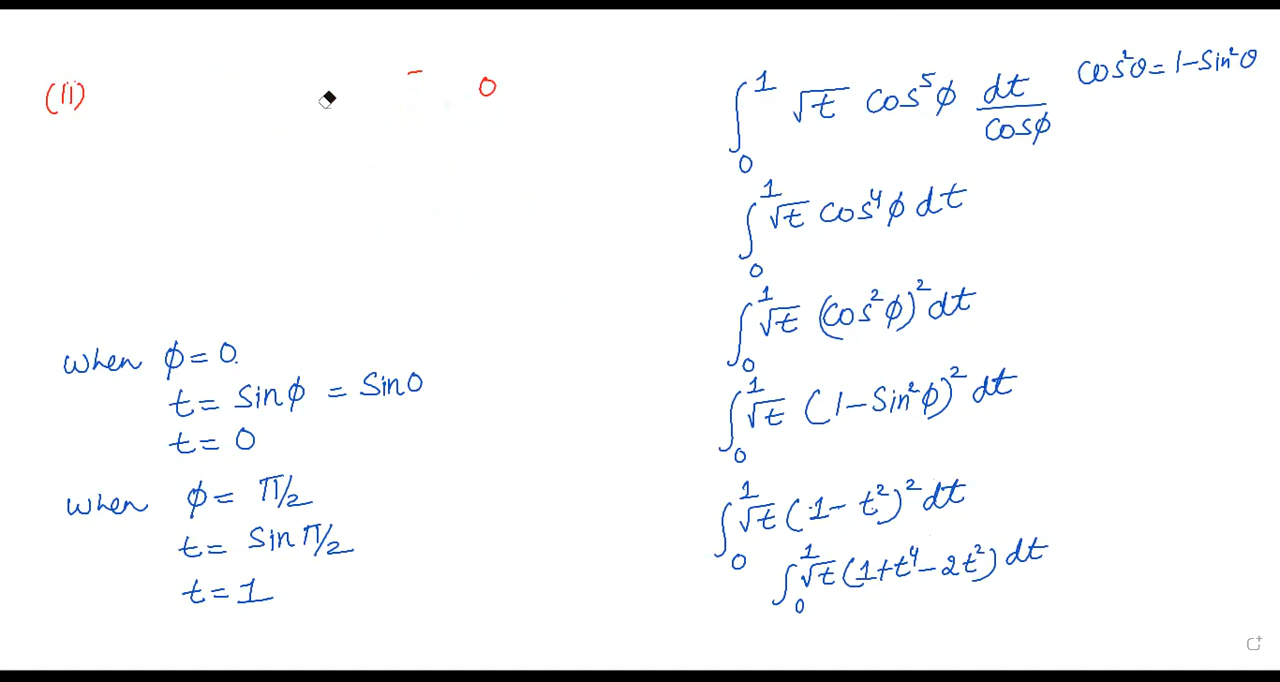 (ii)
- 0
when φ = 0.
t = sinφ = sin0
t = 0
when φ = π/2
t = sin π/2
t = 1
∫₀¹ √t cos⁵φ dt/cosφ
cos²θ = 1-sin²θ
∫₀¹ √t cos⁴φ dt
∫₀¹ √t (cos²φ)² dt
∫₀¹ √t (1-sin²φ)² dt
∫₀¹ √t (1-t²)² dt
∫₀¹ √t (1+t⁴-2t²) dt